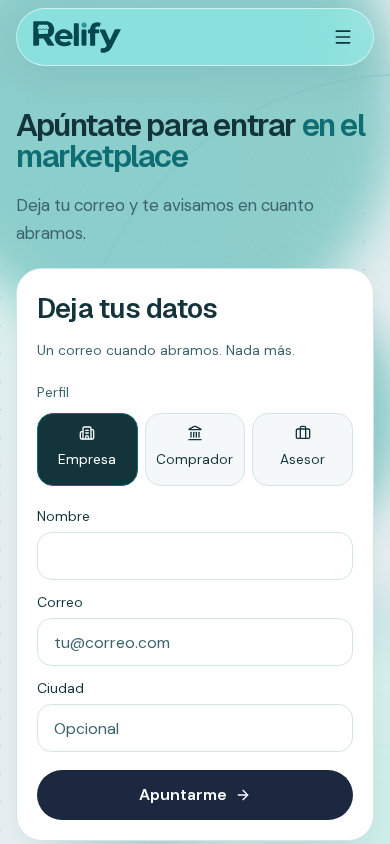 Relify
Apúntate para entrar en el
marketplace
Deja tu correo y te avisamos en cuanto
abramos.
Deja tus datos
Un correo cuando abramos. Nada más.
Perfil
Empresa
Comprador
Asesor
Nombre
Correo
tu@correo.com
Ciudad
Opcional
Apuntarme